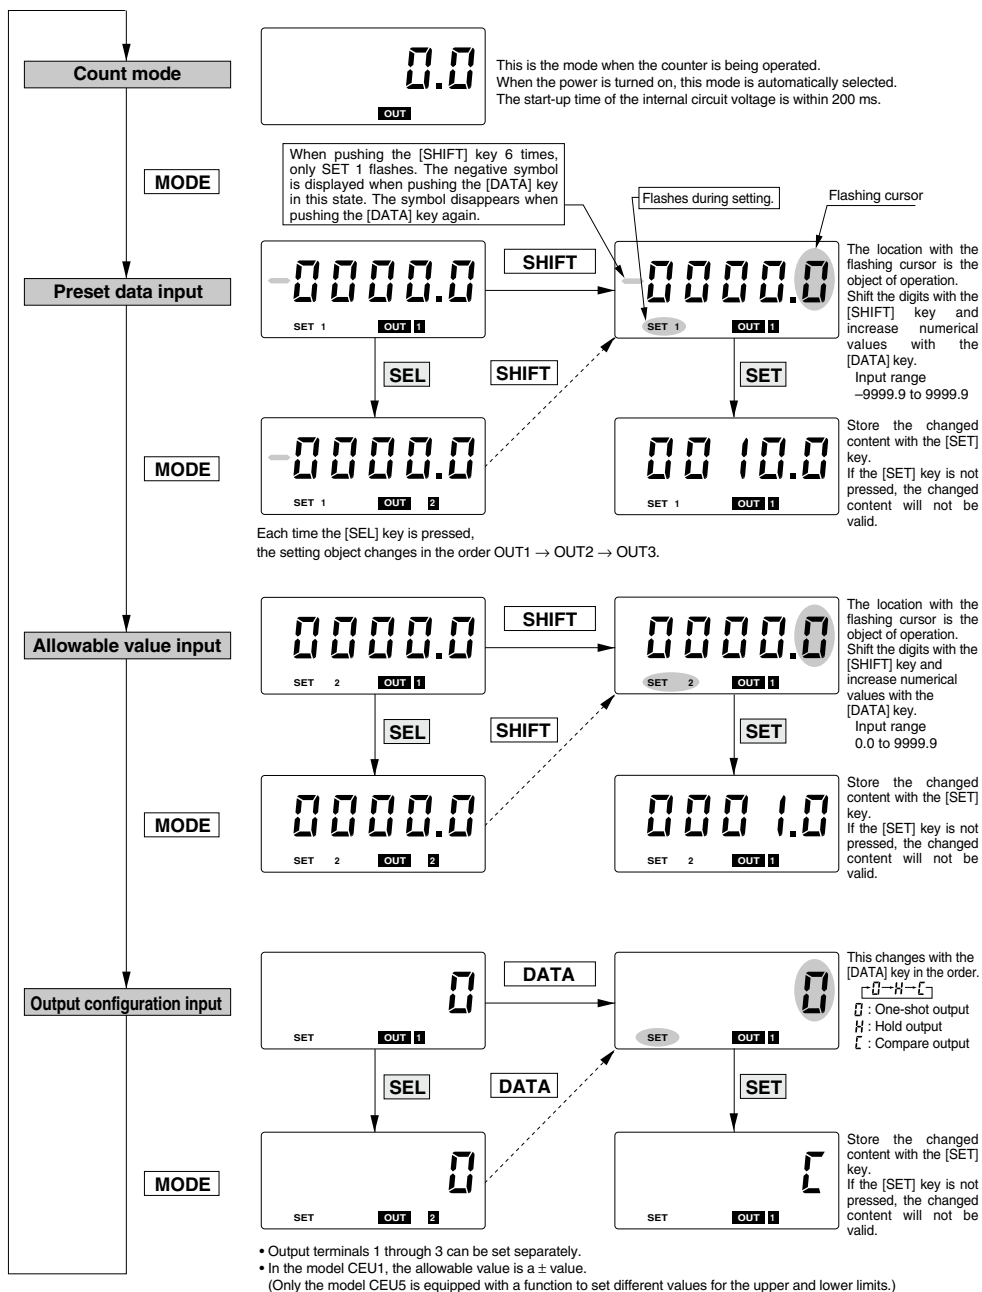 Count mode
0.0
OUT
This is the mode when the counter is being operated.
When the power is turned on, this mode is automatically selected.
The start-up time of the internal circuit voltage is within 200 ms.
MODE
When pushing the [SHIFT] key 6 times,
only SET 1 flashes. The negative symbol
is displayed when pushing the [DATA] key
in this state. The symbol disappears when
pushing the [DATA] key again.
Flashes during setting.
Flashing cursor
Preset data input
-0000.0
SET 1 OUT 1
SHIFT
-0000.0
SET 1 OUT 1
The location with the
flashing cursor is the
object of operation.
Shift the digits with the
[SHIFT] key and
increase numerical
values with the
[DATA] key.
Input range
–9999.9 to 9999.9
SEL
SHIFT
SET
MODE
-0000.0
SET 1 OUT 2
0010.0
SET 1 OUT 1
Store the changed
content with the [SET]
key.
If the [SET] key is not
pressed, the changed
content will not be
valid.
Each time the [SEL] key is pressed,
the setting object changes in the order OUT1 → OUT2 → OUT3.
Allowable value input
0000.0
SET 2 OUT 1
SHIFT
0000.0
SET 2 OUT 1
The location with the
flashing cursor is the
object of operation.
Shift the digits with the
[SHIFT] key and
increase numerical
values with the
[DATA] key.
Input range
0.0 to 9999.9
SEL
SHIFT
SET
MODE
0000.0
SET 2 OUT 2
0001.0
SET 2 OUT 1
Store the changed
content with the [SET]
key.
If the [SET] key is not
pressed, the changed
content will not be
valid.
Output configuration input
0
SET OUT 1
DATA
0
SET OUT 1
This changes with the
[DATA] key in the order.
0→H→C
0 : One-shot output
H : Hold output
C : Compare output
SEL
DATA
SET
MODE
0
SET OUT 2
C
SET OUT 1
Store the changed
content with the [SET]
key.
If the [SET] key is not
pressed, the changed
content will not be
valid.
• Output terminals 1 through 3 can be set separately.
• In the model CEU1, the allowable value is a ± value.
(Only the model CEU5 is equipped with a function to set different values for the upper and lower limits.)